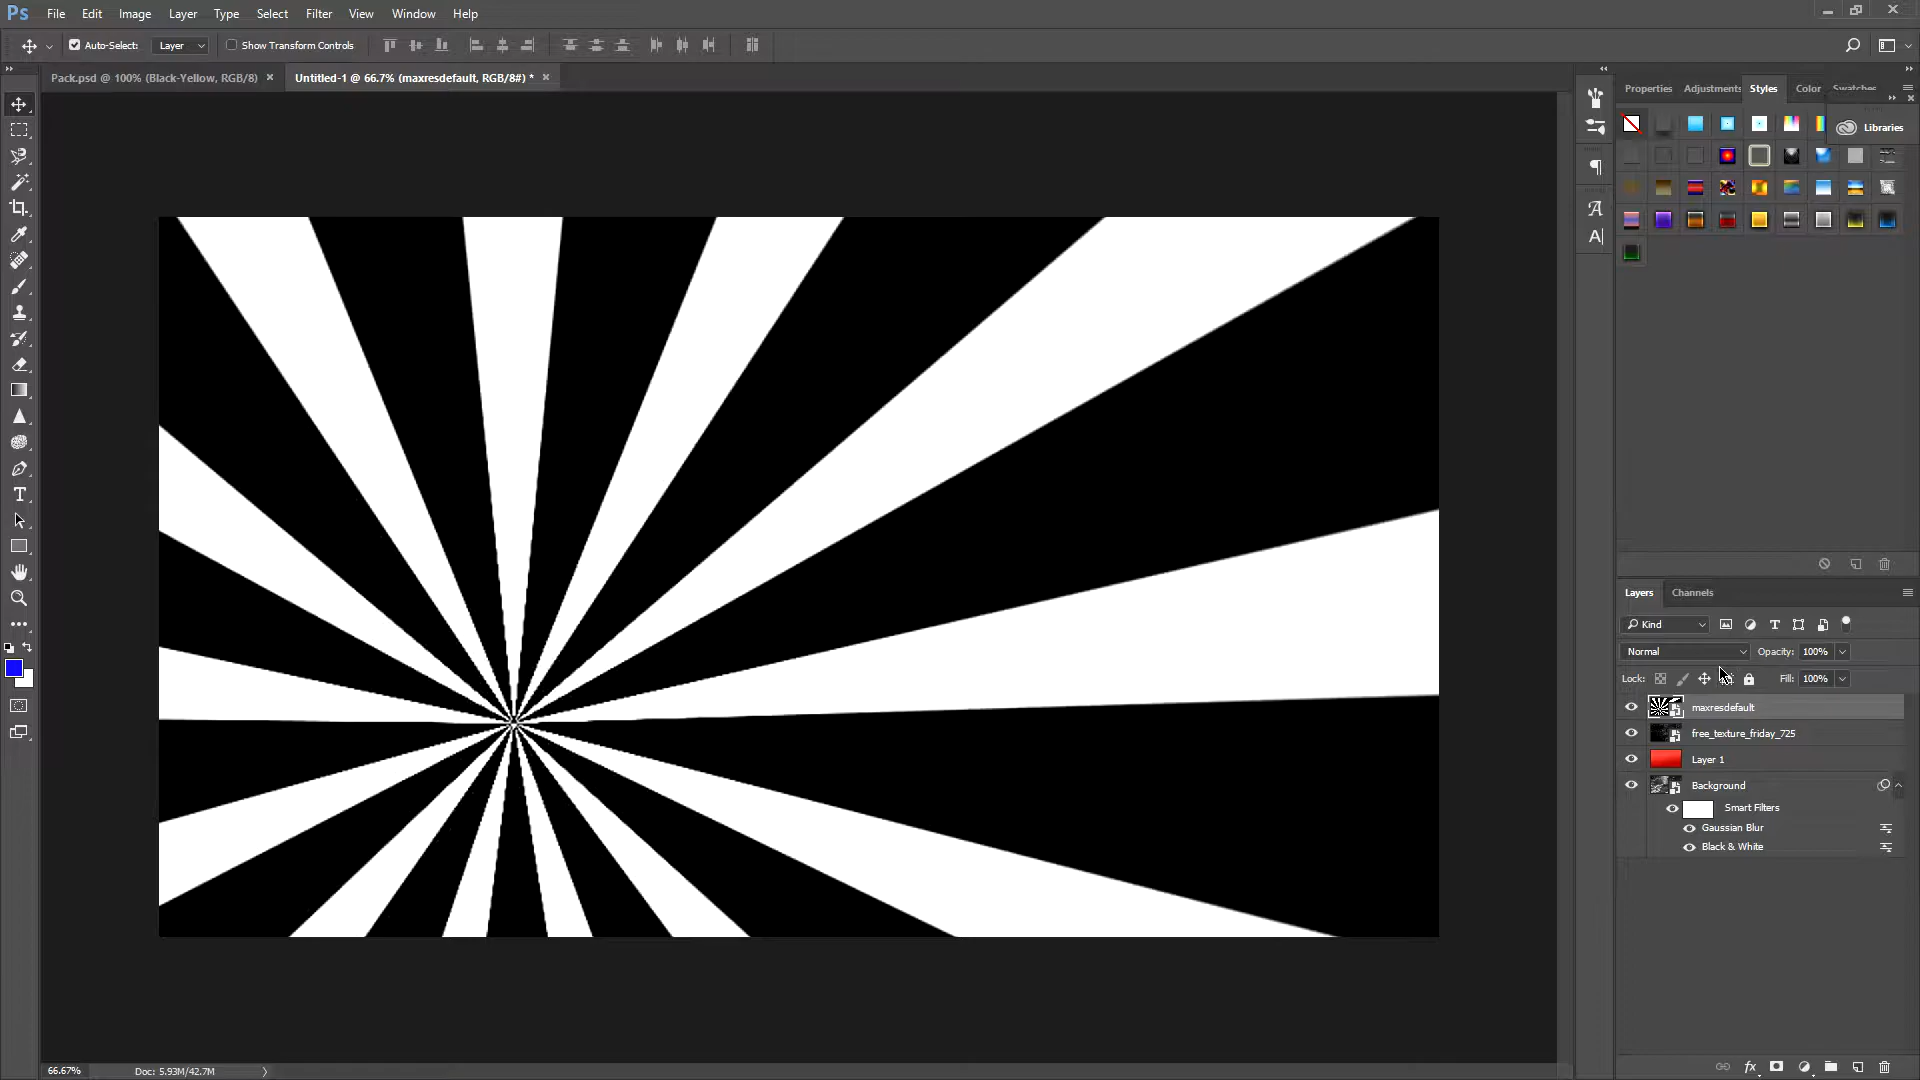 Ps File Edit Image Layer Type Select Filter View Window Help
Auto-Select: Layer Show Transform Controls
Pack.psd @ 100% (Black-Yellow, RGB/8) × Untitled-1 @ 66.7% (maxresdefault, RGB/8#) * ×
Properties Adjustments Styles Color Swatches
Libraries
Layers Channels
Kind
Normal Opacity: 100%
Lock: Fill: 100%
maxresdefault
free_texture_friday_725
Layer 1
Background
Smart Filters
Gaussian Blur
Black & White
66.67% Doc: 5.93M/42.7M
fx